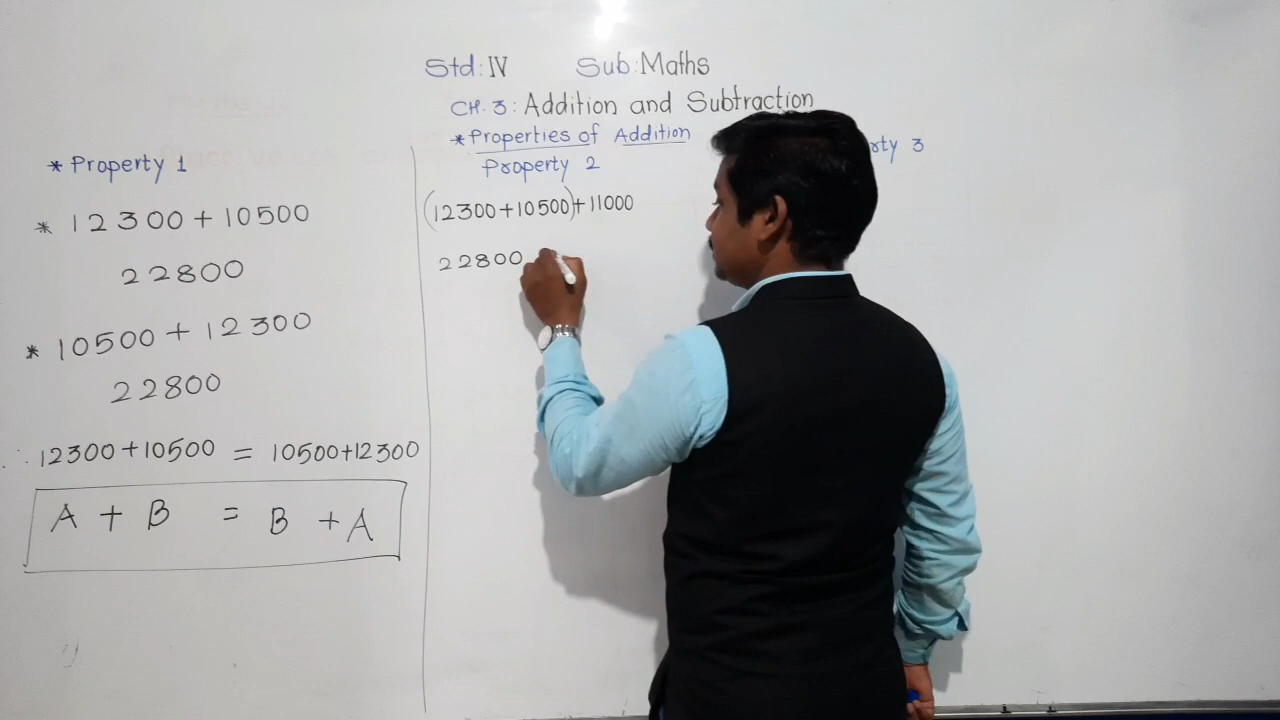 Std: IV Sub: Maths
CH. 3: Addition and Subtraction
* Properties of Addition
* Property 1
* 12300 + 10500
22800
* 10500 + 12300
22800
∴ 12300 + 10500 = 10500 + 12300
A + B = B + A
Property 2
(12300 + 10500) + 11000
22800
3